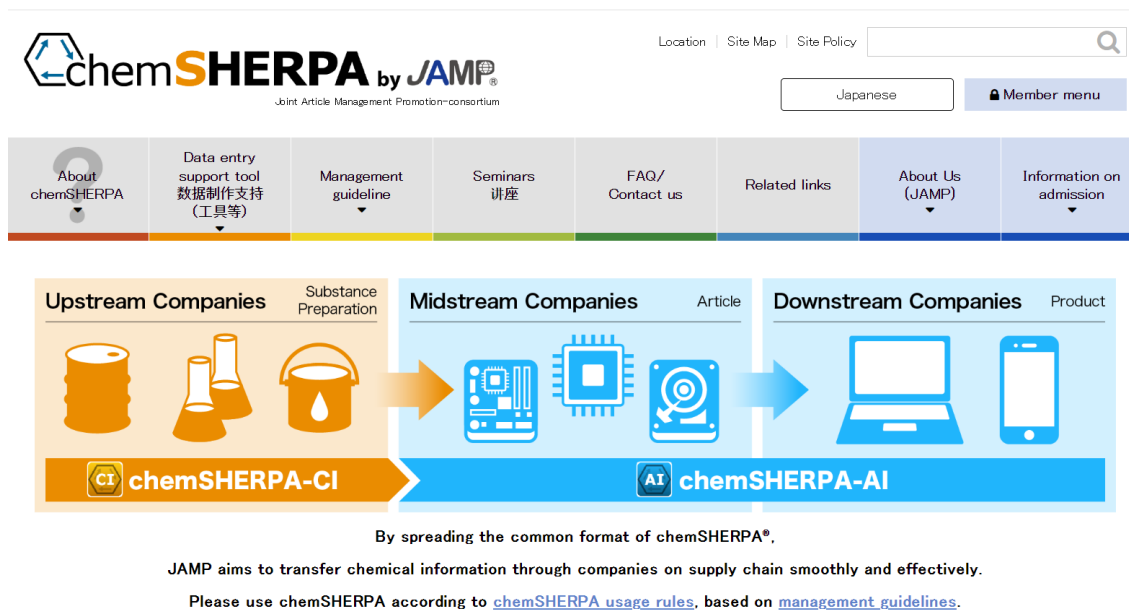 chemSHERPA by JAMP®
Joint Article Management Promotion-consortium
Location
Site Map
Site Policy
Japanese
Member menu
About
chemSHERPA
Data entry
support tool
数据制作支持
（工具等）
Management
guideline
Seminars
讲座
FAQ/
Contact us
Related links
About Us
(JAMP)
Information on
admission
Upstream Companies
Substance
Preparation
Midstream Companies
Article
Downstream Companies
Product
CI chemSHERPA-CI
AI chemSHERPA-AI
By spreading the common format of chemSHERPA®,
JAMP aims to transfer chemical information through companies on supply chain smoothly and effectively.
Please use chemSHERPA according to chemSHERPA usage rules, based on management guidelines.